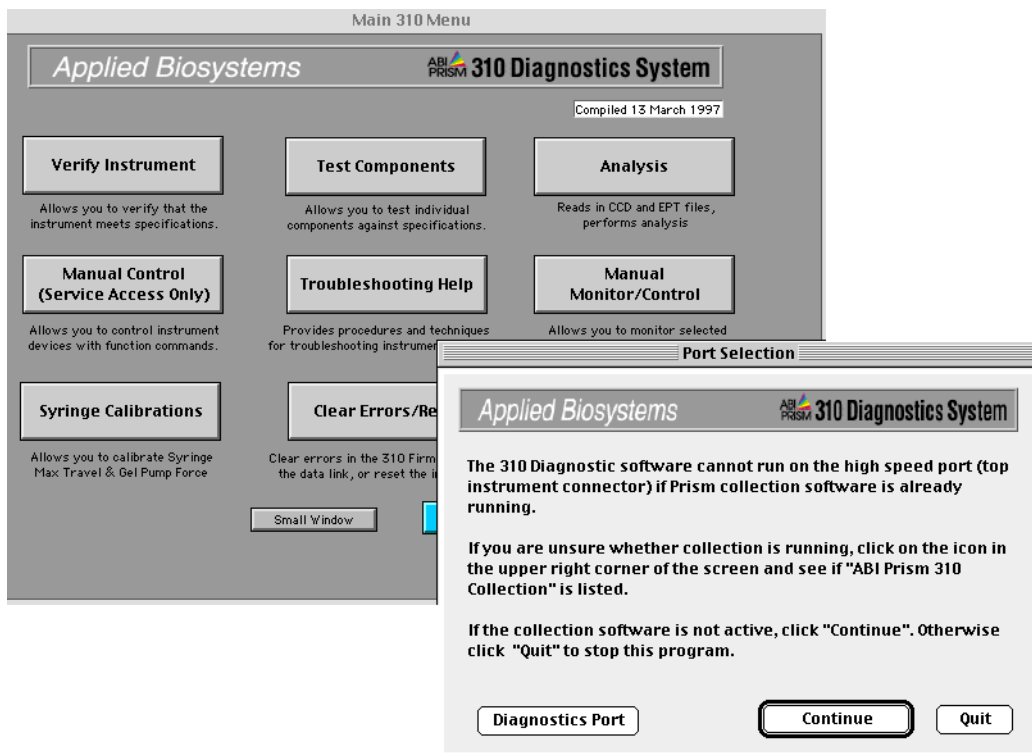 Main 310 Menu
Applied Biosystems
ABI PRISM 310 Diagnostics System
Compiled 13 March 1997
Verify Instrument
Allows you to verify that the
instrument meets specifications.
Test Components
Allows you to test individual
components against specifications.
Analysis
Reads in CCD and EPT files,
performs analysis
Manual Control
(Service Access Only)
Allows you to control instrument
devices with function commands.
Troubleshooting Help
Provides procedures and techniques
for troubleshooting
Manual
Monitor/Control
Allows you to monitor selected
Syringe Calibrations
Allows you to calibrate Syringe
Max Travel & Gel Pump Force
Clear
Clear errors in the 310
the data link, or reset the
Small Window
Port Selection
Applied Biosystems
ABI PRISM 310 Diagnostics System
The 310 Diagnostic software cannot run on the high speed port (top
instrument connector) if Prism collection software is already
running.
If you are unsure whether collection is running, click on the icon in
the upper right corner of the screen and see if "ABI Prism 310
Collection" is listed.
If the collection software is not active, click "Continue". Otherwise
click "Quit" to stop this program.
Diagnostics Port
Continue
Quit